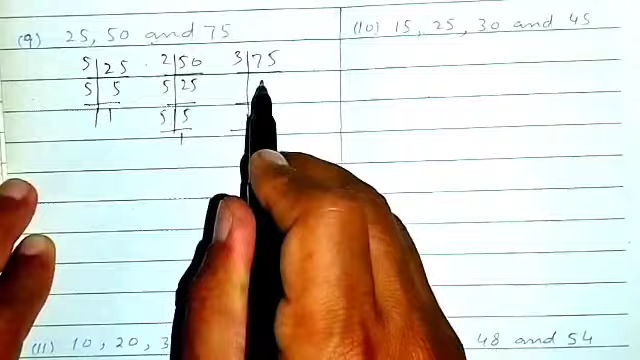 (9) 25, 50 and 75
5 25 2 50 3 75
5 5 5 25
1 5 5
1
(10) 15, 25, 30 and 45
(11) 10, 20, 3
48 and 54